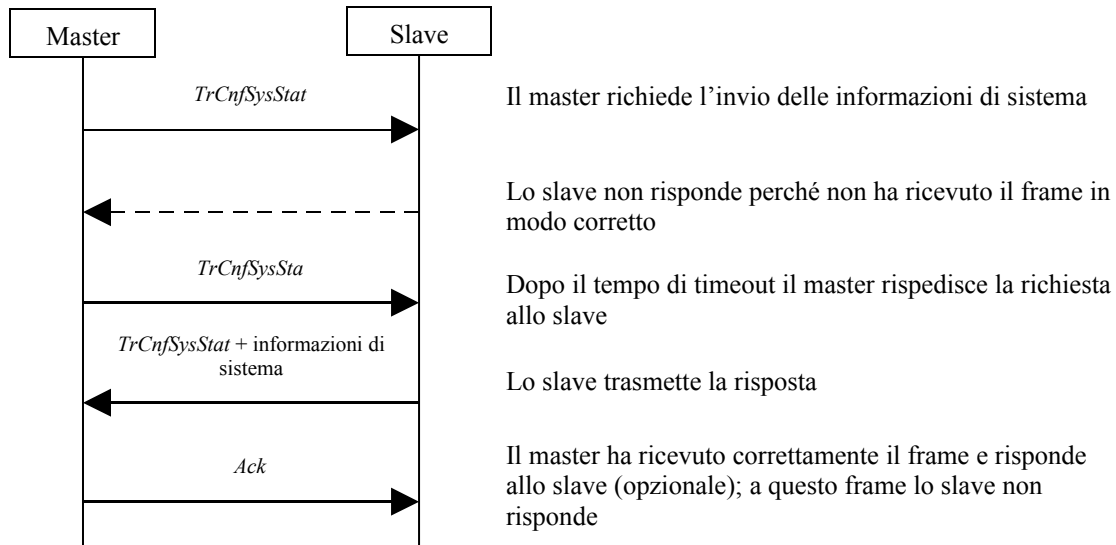 Master
Slave
TrCnfSysStat
Il master richiede l’invio delle informazioni di sistema
Lo slave non risponde perché non ha ricevuto il frame in
modo corretto
TrCnfSysSta
Dopo il tempo di timeout il master rispedisce la richiesta
allo slave
TrCnfSysStat + informazioni di
sistema
Lo slave trasmette la risposta
Ack
Il master ha ricevuto correttamente il frame e risponde
allo slave (opzionale); a questo frame lo slave non
risponde